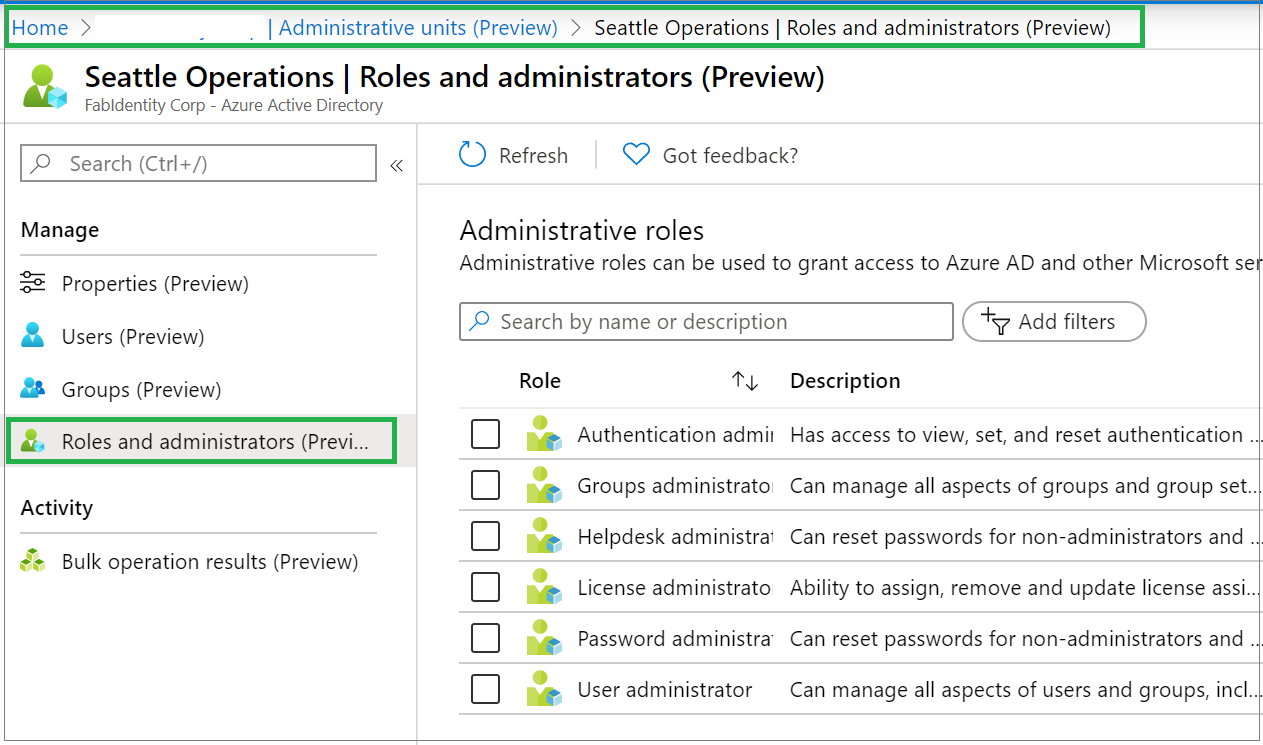 Home > | Administrative units (Preview) > Seattle Operations | Roles and administrators (Preview)
Seattle Operations | Roles and administrators (Preview)
FabIdentity Corp - Azure Active Directory
Search (Ctrl+/)
«
Refresh
Got feedback?
Manage
Properties (Preview)
Users (Preview)
Groups (Preview)
Roles and administrators (Previ...
Activity
Bulk operation results (Preview)
Administrative roles
Administrative roles can be used to grant access to Azure AD and other Microsoft ser
Search by name or description
Add filters
Role Description
Authentication admin Has access to view, set, and reset authentication ...
Groups administrator Can manage all aspects of groups and group set...
Helpdesk administrat Can reset passwords for non-administrators and ...
License administrato Ability to assign, remove and update license assi...
Password administrat Can reset passwords for non-administrators and ...
User administrator Can manage all aspects of users and groups, incl...